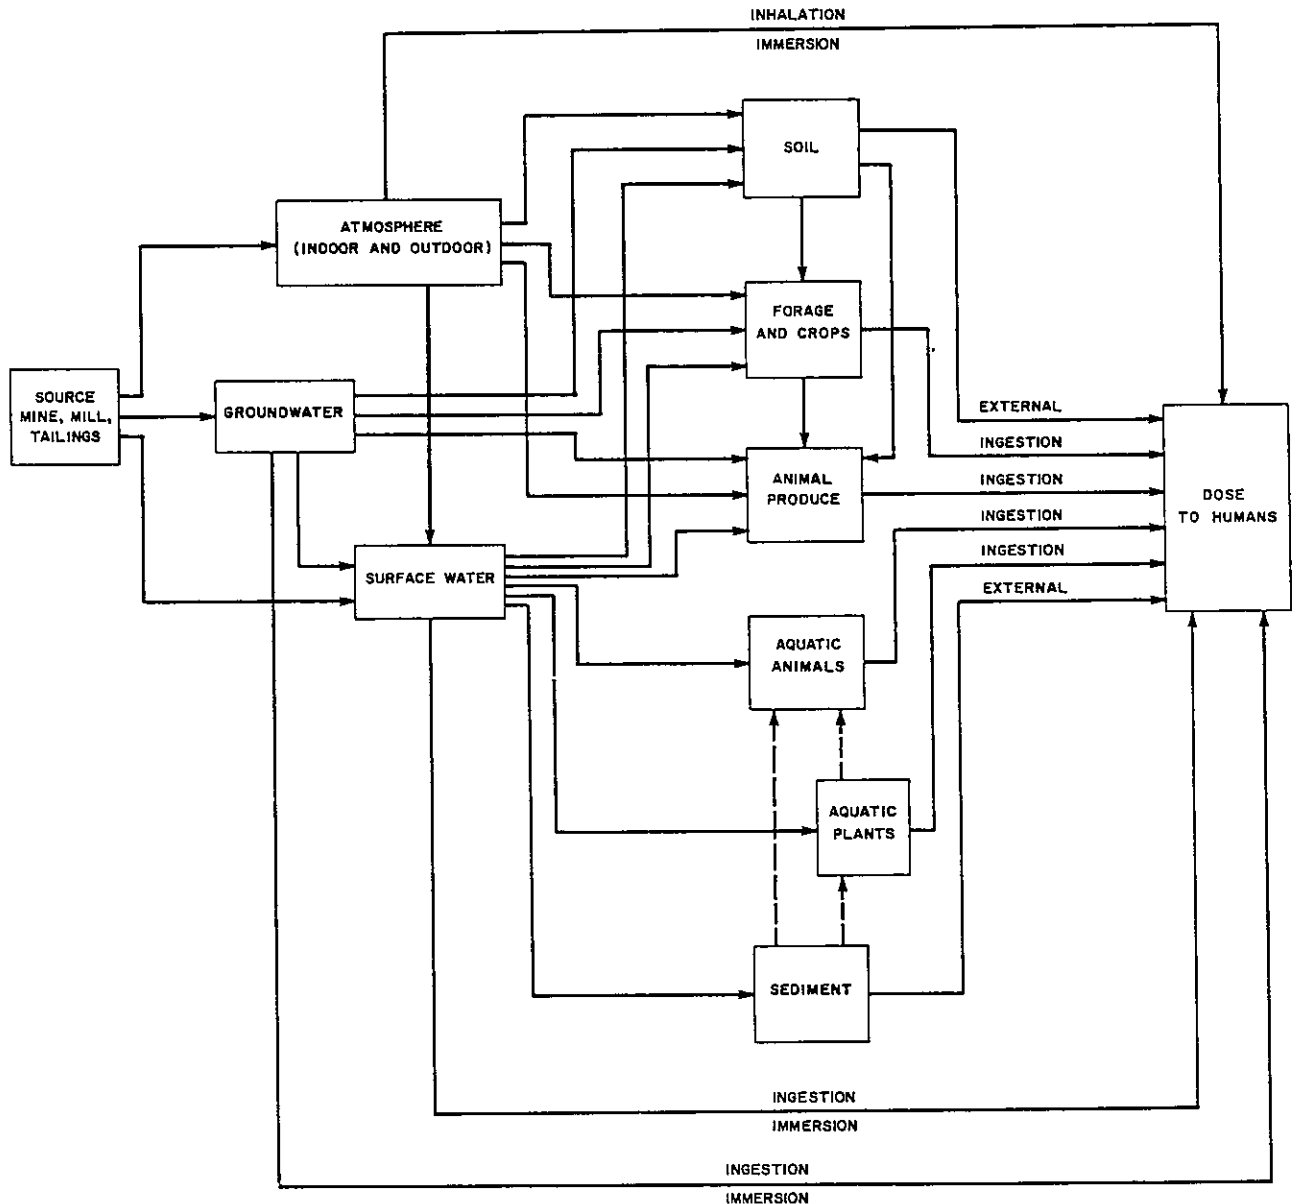 INHALATION
IMMERSION
SOIL
ATMOSPHERE
(INDOOR AND OUTDOOR)
FORAGE
AND CROPS
SOURCE
MINE, MILL,
TAILINGS
GROUNDWATER
EXTERNAL
INGESTION
ANIMAL
PRODUCE
INGESTION
DOSE
TO HUMANS
INGESTION
INGESTION
SURFACE WATER
EXTERNAL
AQUATIC
ANIMALS
AQUATIC
PLANTS
SEDIMENT
INGESTION
IMMERSION
INGESTION
IMMERSION